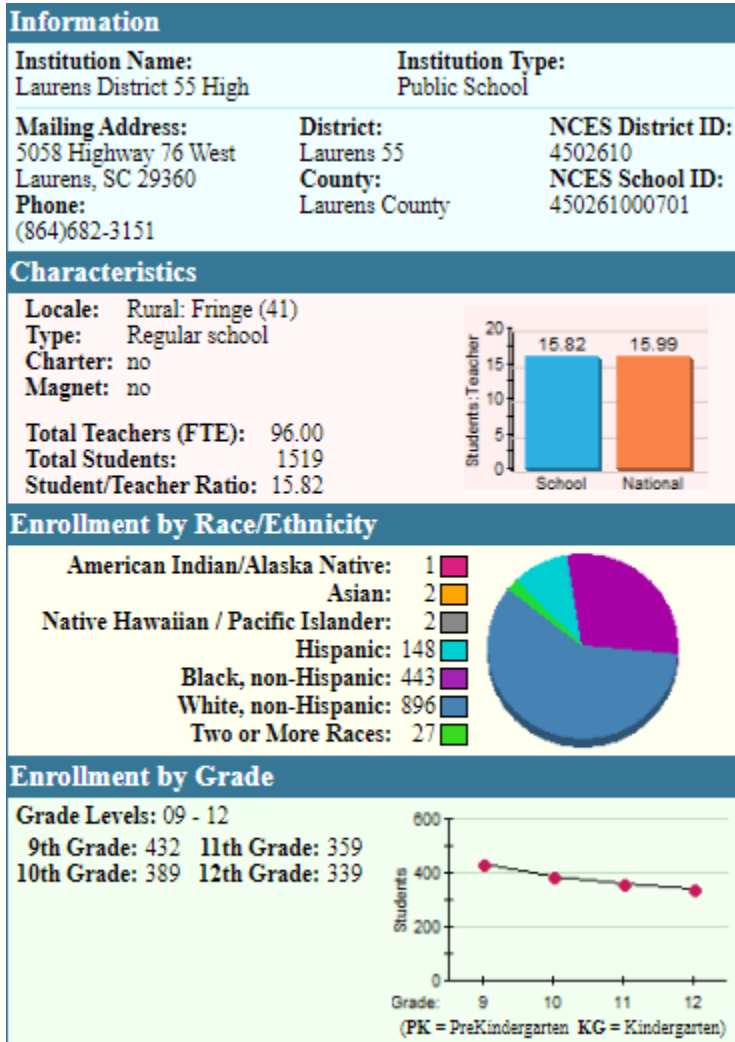 Information
Institution Name: Institution Type:
Laurens District 55 High Public School
Mailing Address: District: NCES District ID:
5058 Highway 76 West Laurens 55 4502610
Laurens, SC 29360 County: NCES School ID:
Phone: Laurens County 450261000701
(864)682-3151
Characteristics
Locale: Rural: Fringe (41)
Type: Regular school
Charter: no
Magnet: no
Total Teachers (FTE): 96.00
Total Students: 1519
Student/Teacher Ratio: 15.82
Students:Teacher
20
15
10
5
0
15.82 15.99
School National
Enrollment by Race/Ethnicity
American Indian/Alaska Native: 1
Asian: 2
Native Hawaiian / Pacific Islander: 2
Hispanic: 148
Black, non-Hispanic: 443
White, non-Hispanic: 896
Two or More Races: 27
Enrollment by Grade
Grade Levels: 09 - 12
9th Grade: 432 11th Grade: 359
10th Grade: 389 12th Grade: 339
Students
600
400
200
0
Grade: 9 10 11 12
(PK = PreKindergarten KG = Kindergarten)